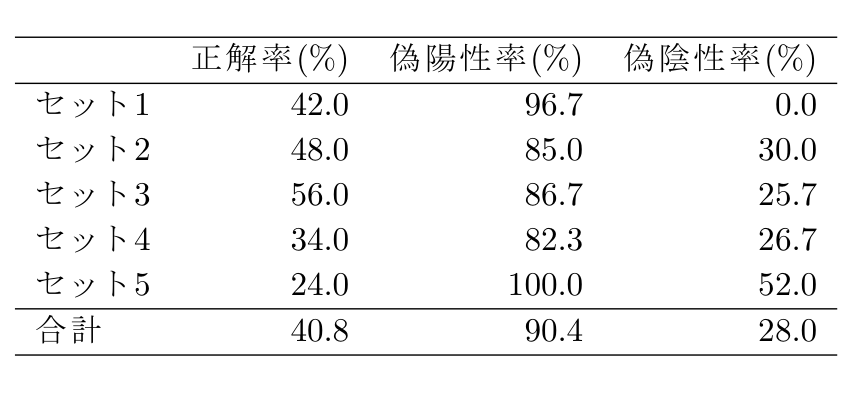 正解率(%) 偽陽性率(%) 偽陰性率(%)
セット1 42.0 96.7 0.0
セット2 48.0 85.0 30.0
セット3 56.0 86.7 25.7
セット4 34.0 82.3 26.7
セット5 24.0 100.0 52.0
合計 40.8 90.4 28.0